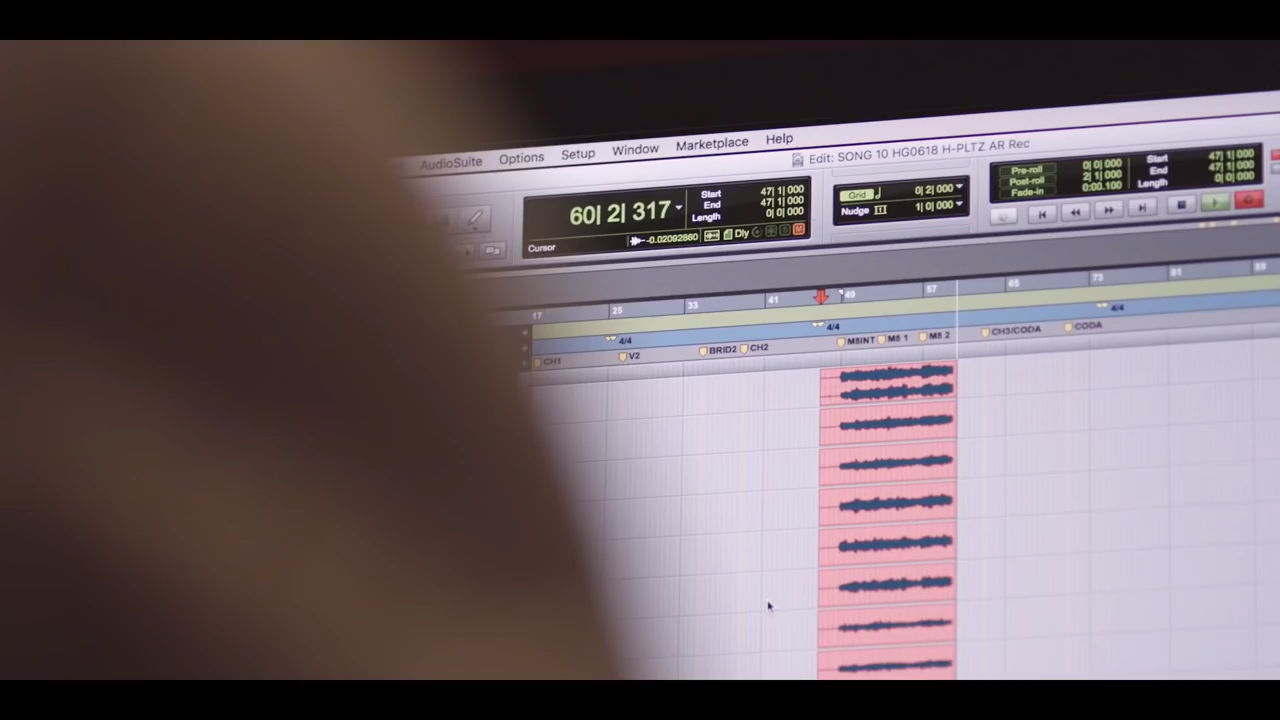 AudioSuite Options Setup Window Marketplace Help
Edit: SONG 10 HG0618 H-PLTZ AR Rec
60| 2| 317
Start 47| 1| 000
End 47| 1| 000
Length 0| 0| 000
Cursor -0.02092860 Dly
Grid 0| 2| 000
Nudge 1| 0| 000
Pre-roll 0| 0| 000
Post-roll 2| 1| 000
Fade-in 0:00.100
Start 47| 1| 000
End 47| 1| 000
Length 0| 0| 000
17 25 33 41 49 57 65 73 81 89
4/4 4/4 4/4
CH1 V2 BRID2 CH2 M8INT M8 1 M8 2 CH3/CODA CODA